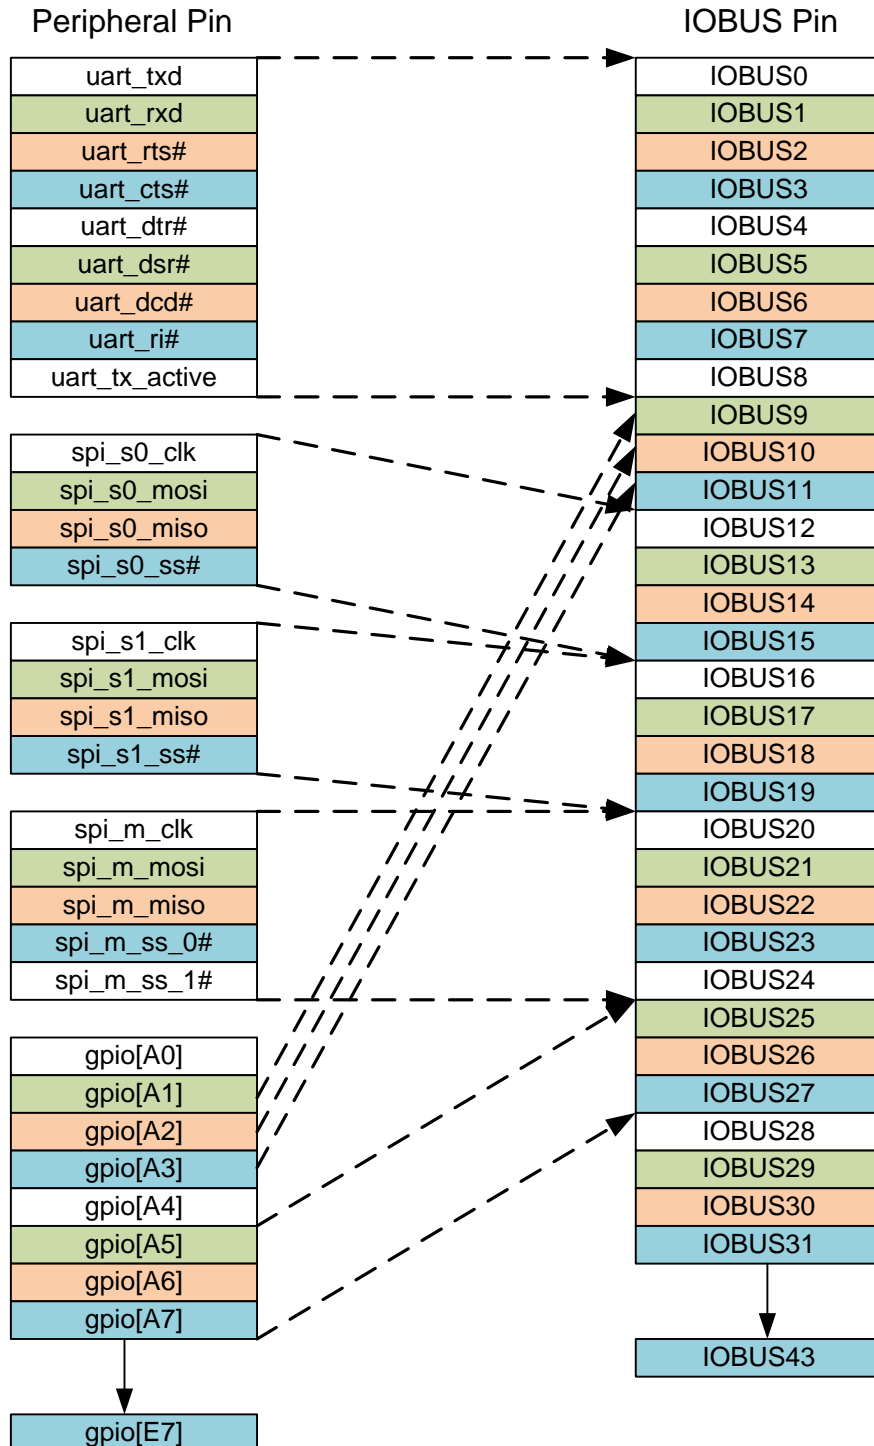 Peripheral Pin
uart_txd
uart_rxd
uart_rts#
uart_cts#
uart_dtr#
uart_dsr#
uart_dcd#
uart_ri#
uart_tx_active
spi_s0_clk
spi_s0_mosi
spi_s0_miso
spi_s0_ss#
spi_s1_clk
spi_s1_mosi
spi_s1_miso
spi_s1_ss#
spi_m_clk
spi_m_mosi
spi_m_miso
spi_m_ss_0#
spi_m_ss_1#
gpio[A0]
gpio[A1]
gpio[A2]
gpio[A3]
gpio[A4]
gpio[A5]
gpio[A6]
gpio[A7]
gpio[E7]
IOBUS Pin
IOBUS0
IOBUS1
IOBUS2
IOBUS3
IOBUS4
IOBUS5
IOBUS6
IOBUS7
IOBUS8
IOBUS9
IOBUS10
IOBUS11
IOBUS12
IOBUS13
IOBUS14
IOBUS15
IOBUS16
IOBUS17
IOBUS18
IOBUS19
IOBUS20
IOBUS21
IOBUS22
IOBUS23
IOBUS24
IOBUS25
IOBUS26
IOBUS27
IOBUS28
IOBUS29
IOBUS30
IOBUS31
IOBUS43